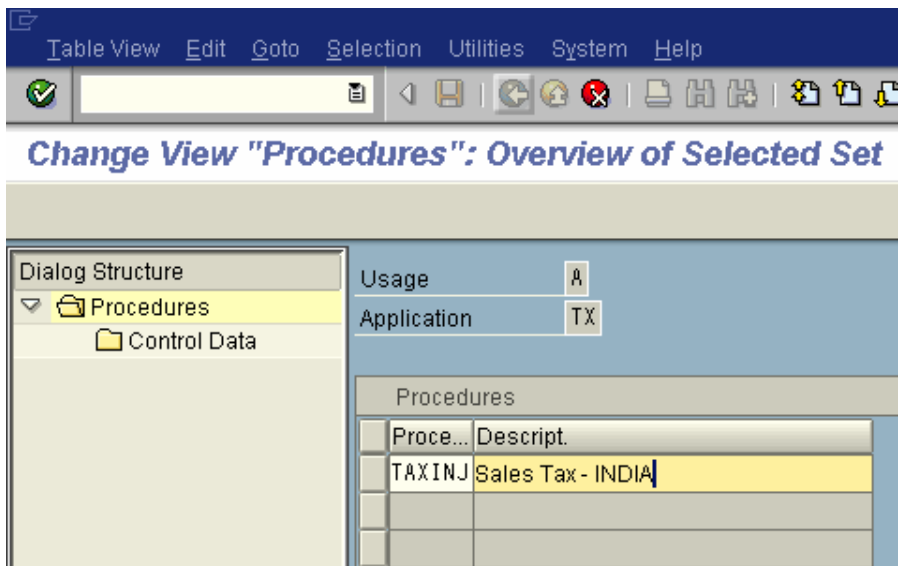 Table View Edit Goto Selection Utilities System Help
Change View "Procedures": Overview of Selected Set
Dialog Structure
Procedures
Control Data
Usage A
Application TX
Procedures
Proce... Descript.
TAXINJ Sales Tax - INDIA